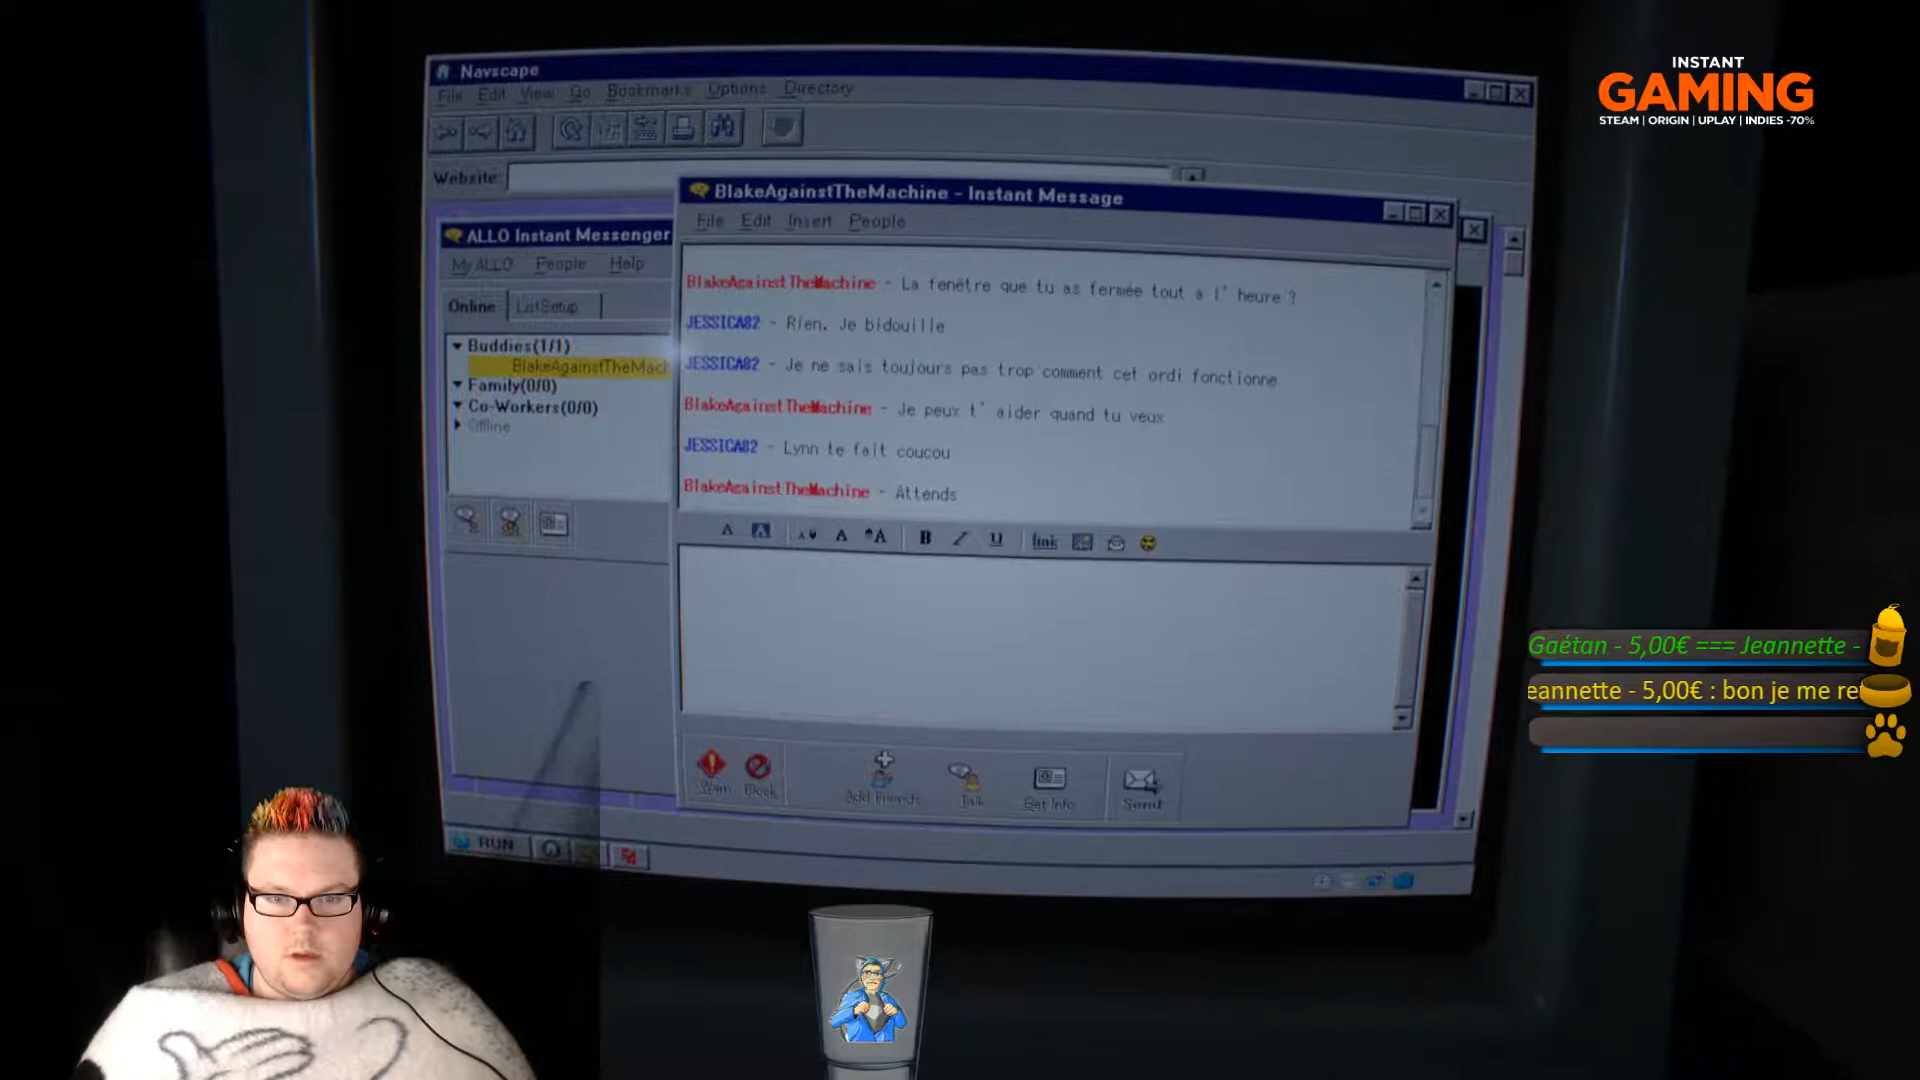 INSTANT
GAMING
STEAM | ORIGIN | UPLAY | INDIES -70%
Navscape
File Edit View Go Bookmarks Options Directory
Website:
BlakeAgainstTheMachine - Instant Message
File Edit Insert People
ALLO Instant Messenger
My ALLO People Help
Online List Setup
Buddies(1/1)
BlakeAgainstTheMach
Family(0/0)
Co-Workers(0/0)
Offline
BlakeAgainstTheMachine - La fenêtre que tu as fermée tout à l' heure ?
JESSICA82 - Rien. Je bidouille
JESSICA82 - Je ne sais toujours pas trop comment cet ordi fonctionne
BlakeAgainstTheMachine - Je peux t' aider quand tu veux
JESSICA82 - Lynn te fait coucou
BlakeAgainstTheMachine - Attends
A A A A A B I U link
Warn Block Add Friends Talk Get Info Send
RUN
Gaétan - 5,00€ === Jeannette -
eannette - 5,00€ : bon je me re